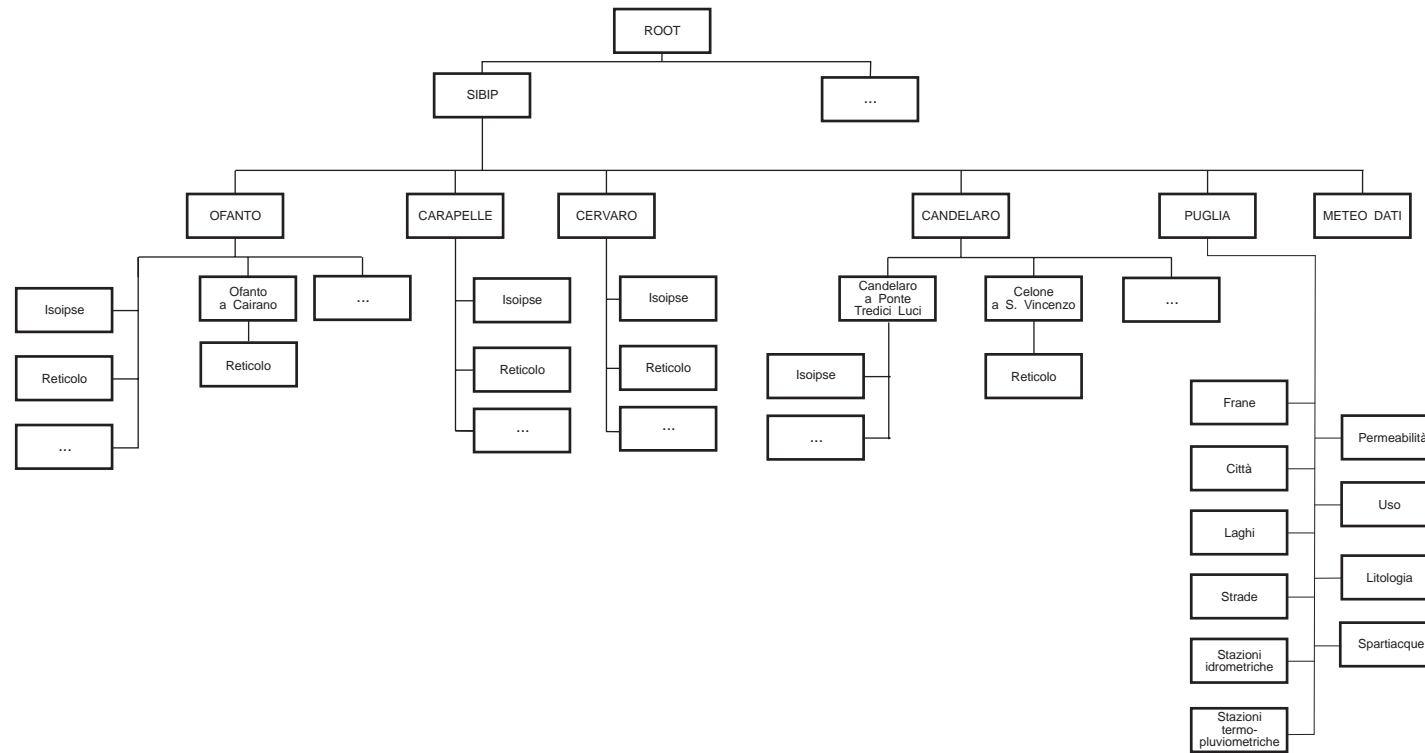 ROOT
SIBIP
...
OFANTO
CARAPELLE
CERVARO
CANDELARO
PUGLIA
METEO DATI
Isoipse
Reticolo
...
Ofanto
a Cairano
Reticolo
...
Isoipse
Reticolo
...
Isoipse
Reticolo
...
Candelaro
a Ponte
Tredici Luci
Isoipse
...
Celone
a S. Vincenzo
Reticolo
...
Frane
Città
Laghi
Strade
Stazioni
idrometriche
Stazioni
termo-
pluviometriche
Permeabilità
Uso
Litologia
Spartiacque